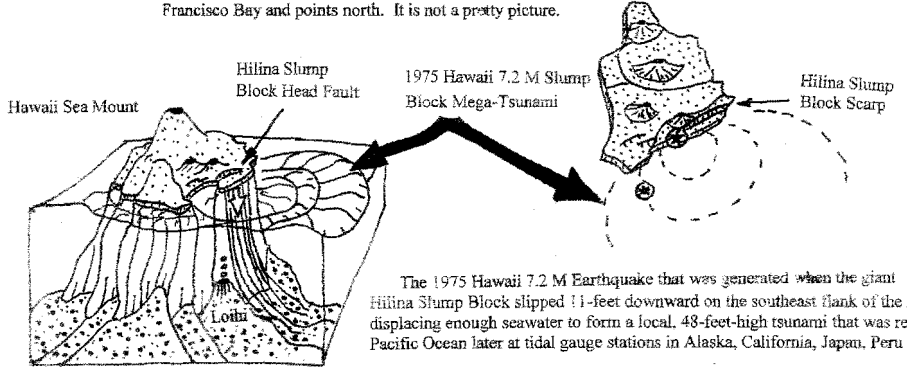 Francisco Bay and points north. It is not a pretty picture.
Hilina Slump
Block Head Fault
Hawaii Sea Mount
1975 Hawaii 7.2 M Slump
Block Mega-Tsunami
Hilina Slump
Block Scarp
Loihi
The 1975 Hawaii 7.2 M Earthquake that was generated when the giant
Hilina Slump Block slipped 11-feet downward on the southeast flank of the
displacing enough seawater to form a local, 48-feet-high tsunami that was re
Pacific Ocean later at tidal gauge stations in Alaska, California, Japan, Peru